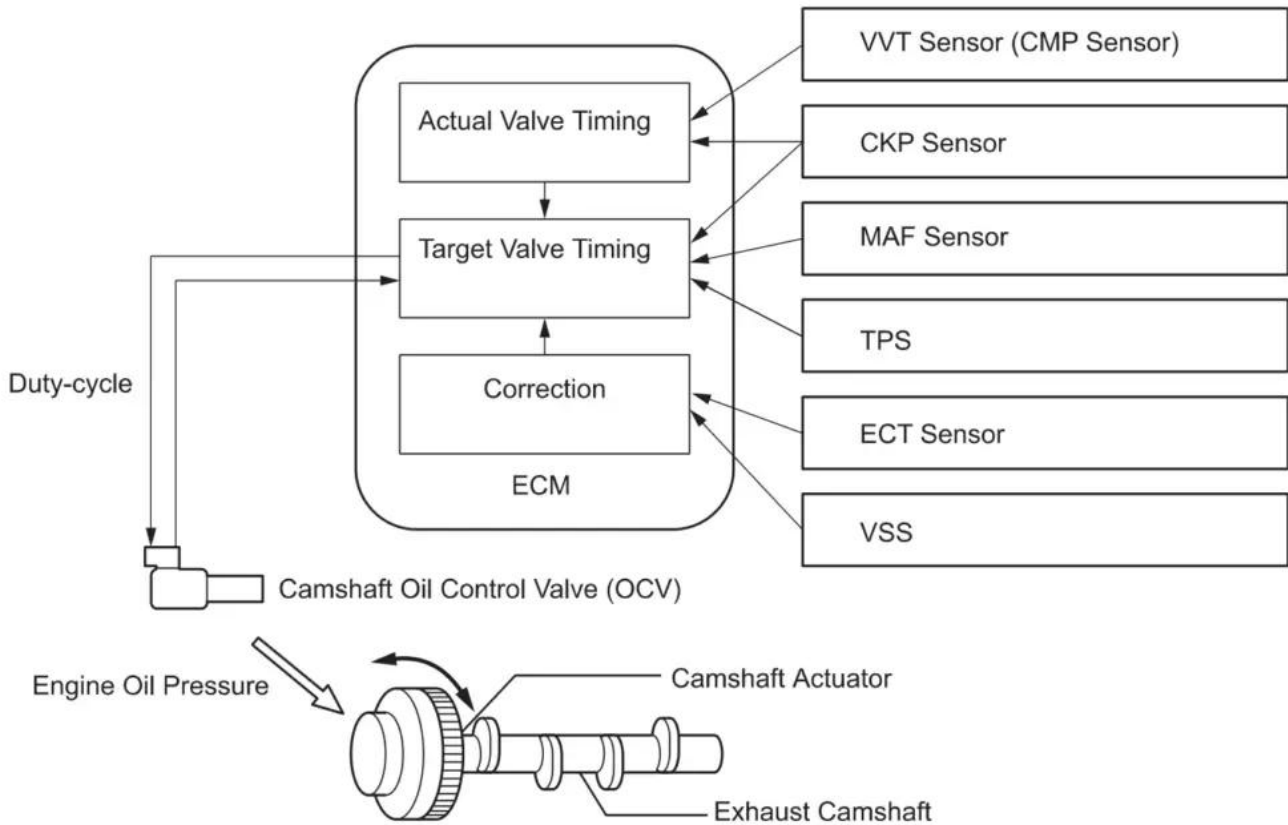 VVT Sensor (CMP Sensor)
Actual Valve Timing
CKP Sensor
Target Valve Timing
MAF Sensor
TPS
Duty-cycle
Correction
ECT Sensor
ECM
VSS
Camshaft Oil Control Valve (OCV)
Engine Oil Pressure
Camshaft Actuator
Exhaust Camshaft